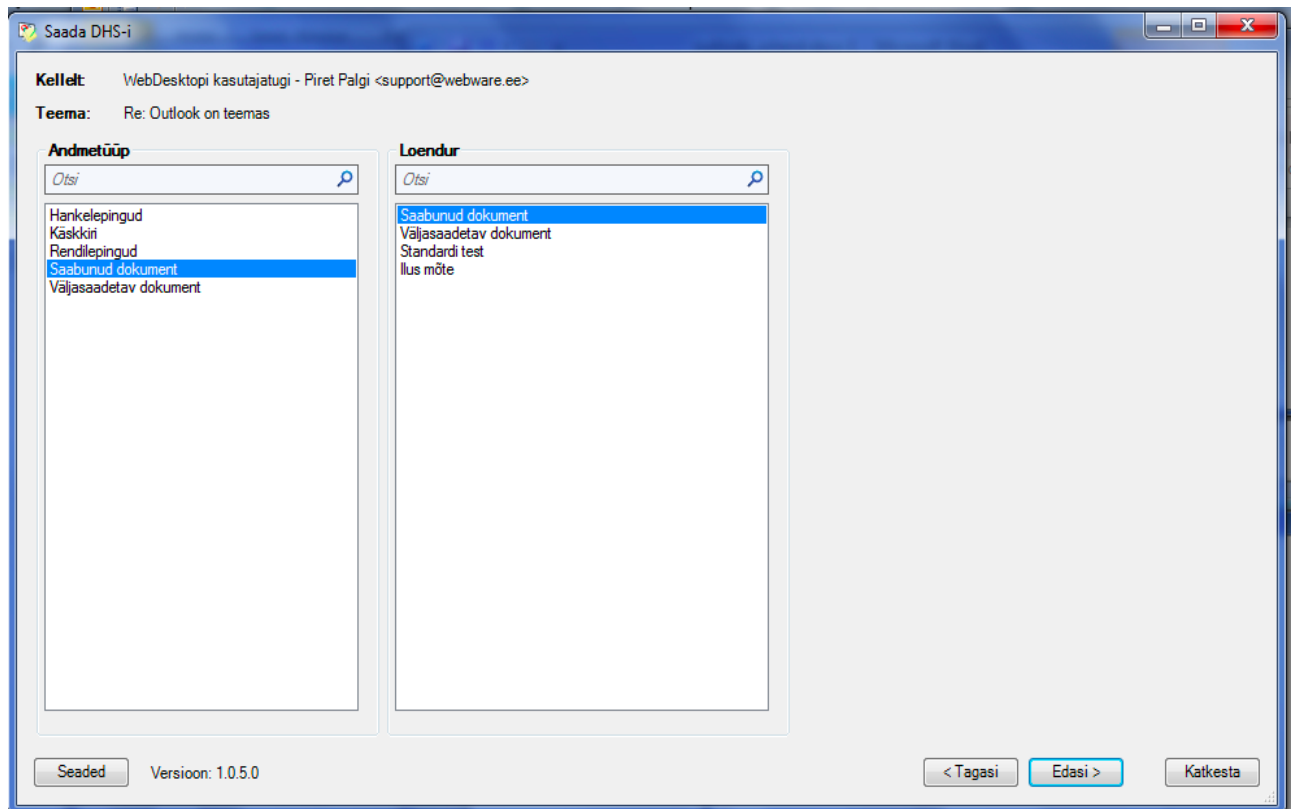 Saada DHS-i
Kellelt: WebDesktopi kasutajatugi - Piret Palgi <support@webware.ee>
Teema: Re: Outlook on teemas
Andmetüüp
Otsi
Hankelepingud
Käskkiri
Rendilepingud
Saabunud dokument
Väljasaadetav dokument
Loendur
Otsi
Saabunud dokument
Väljasaadetav dokument
Standardi test
Ilus mõte
Seaded Versioon: 1.0.5.0 < Tagasi Edasi > Katkesta